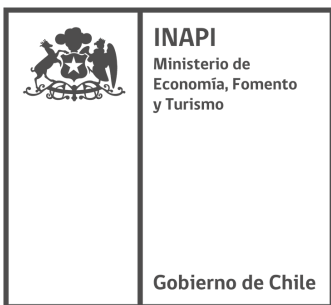 INAPI
Ministerio de
Economía, Fomento
y Turismo
Gobierno de Chile